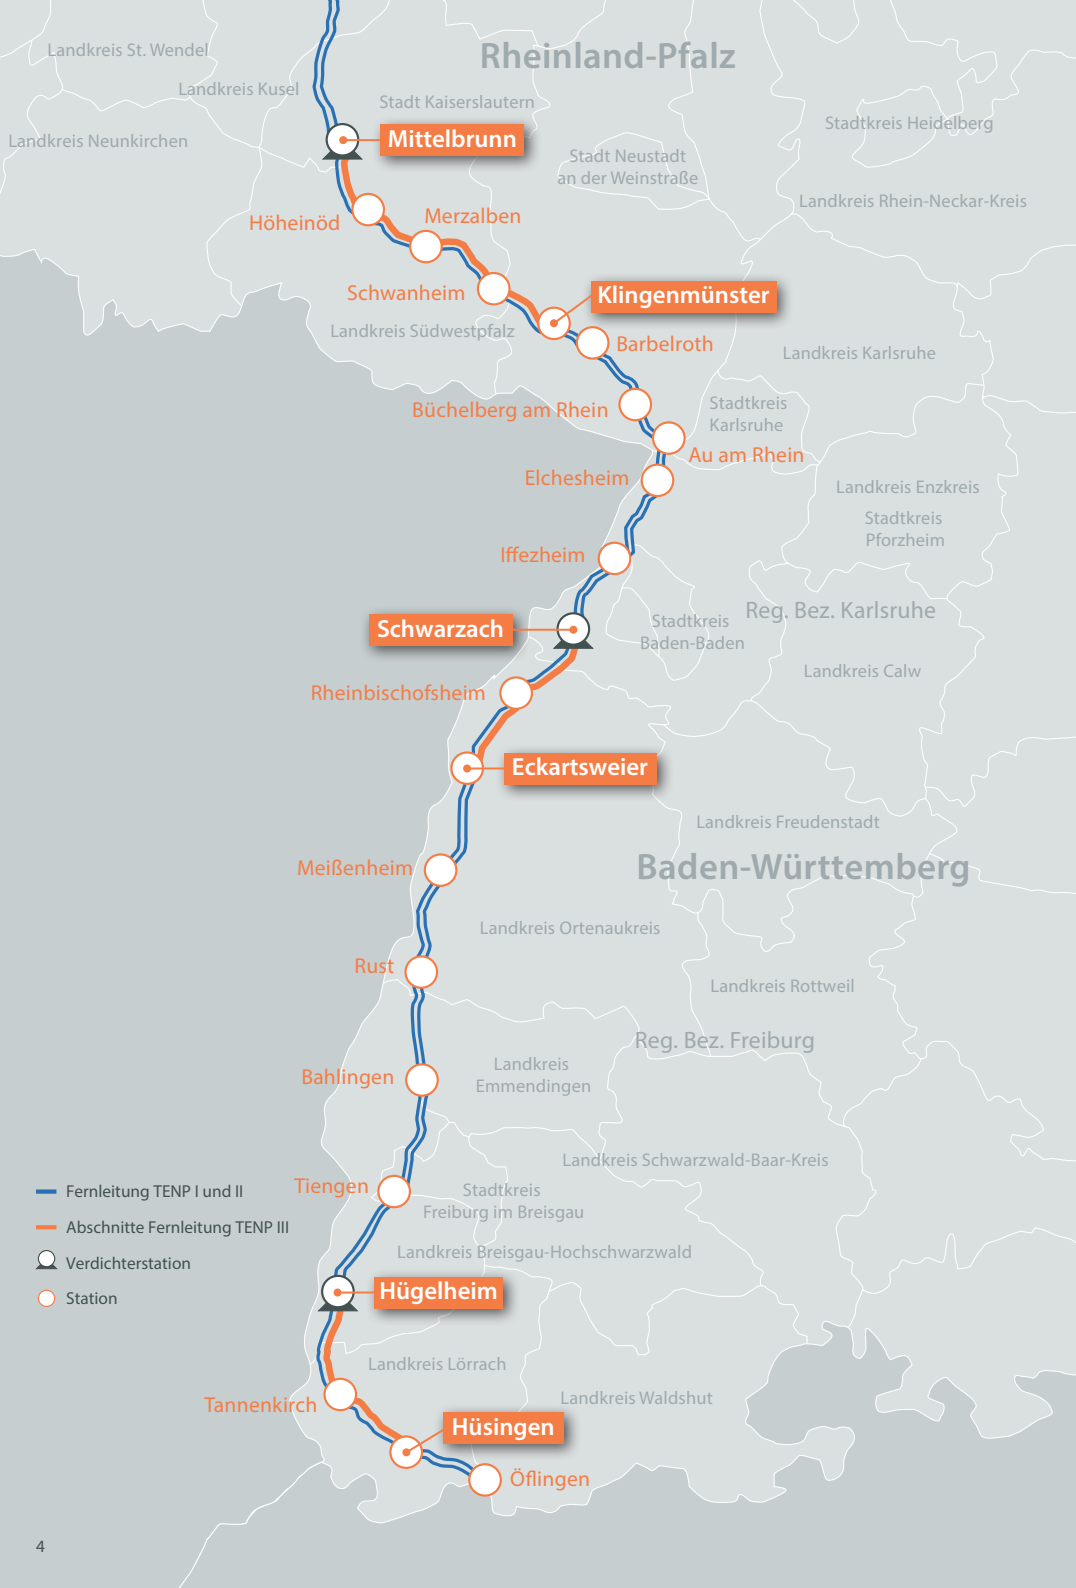 Landkreis St. Wendel
Rheinland-Pfalz
Landkreis Kusel
Stadt Kaiserslautern
Stadtkreis Heidelberg
Landkreis Neunkirchen
Mittelbrunn
Stadt Neustadt
an der Weinstraße
Landkreis Rhein-Neckar-Kreis
Höheinöd
Merzalben
Schwanheim
Klingenmünster
Landkreis Südwestpfalz
Barbelroth
Landkreis Karlsruhe
Büchelberg am Rhein
Stadtkreis
Karlsruhe
Au am Rhein
Elchesheim
Landkreis Enzkreis
Stadtkreis
Pforzheim
Iffezheim
Schwarzach
Stadtkreis
Baden-Baden
Reg. Bez. Karlsruhe
Landkreis Calw
Rheinbischofsheim
Eckartsweier
Landkreis Freudenstadt
Baden-Württemberg
Meißenheim
Landkreis Ortenaukreis
Rust
Landkreis Rottweil
Reg. Bez. Freiburg
Bahlingen
Landkreis
Emmendingen
Landkreis Schwarzwald-Baar-Kreis
Tiengen
Stadtkreis
Freiburg im Breisgau
Landkreis Breisgau-Hochschwarzwald
Fernleitung TENP I und II
Abschnitte Fernleitung TENP III
Verdichterstation
Station
Hügelheim
Landkreis Lörrach
Tannenkirch
Landkreis Waldshut
Hüsingen
Öflingen
4